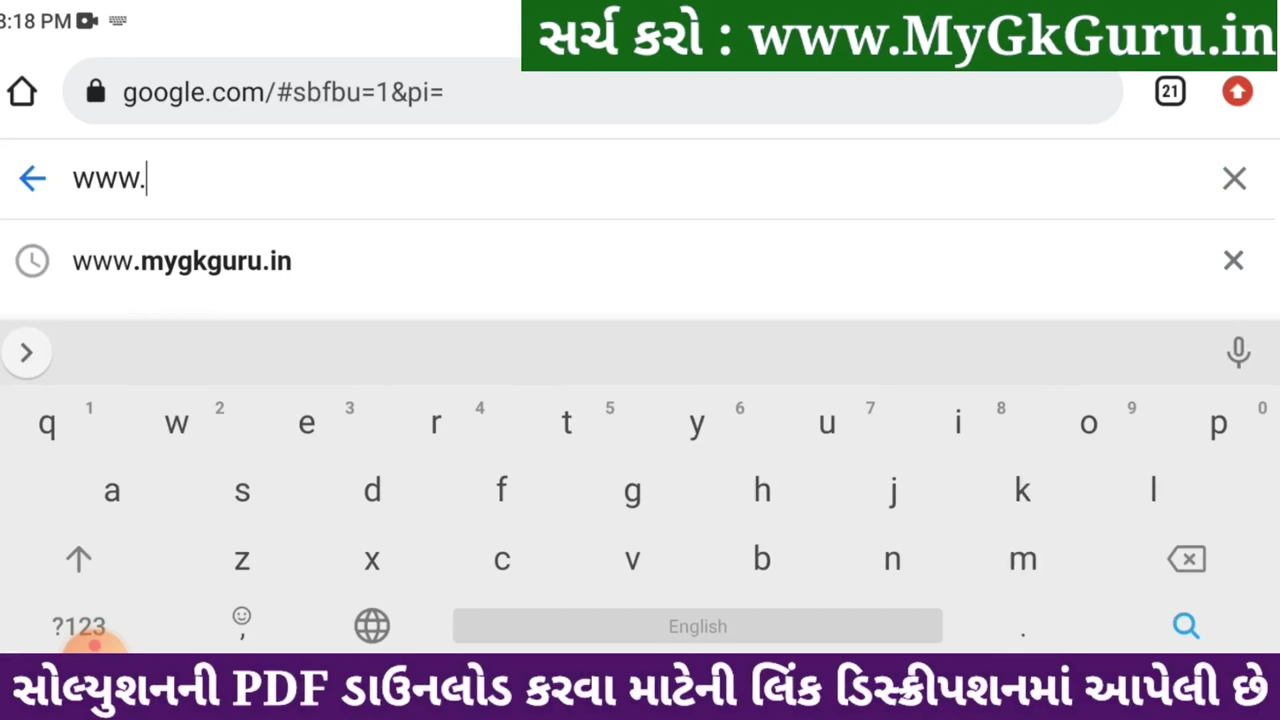 3:18 PM
સર્ચ કરો : www.MyGkGuru.in
google.com/#sbfbu=1&pi=
21
www.
www.mygkguru.in
q 1 w 2 e 3 r 4 t 5 y 6 u 7 i 8 o 9 p 0
a s d f g h j k l
z x c v b n m
?123 , English .
સોલ્યુશનની PDF ડાઉનલોડ કરવા માટેની લિંક ડિસ્ક્રીપશનમાં આપેલી છે